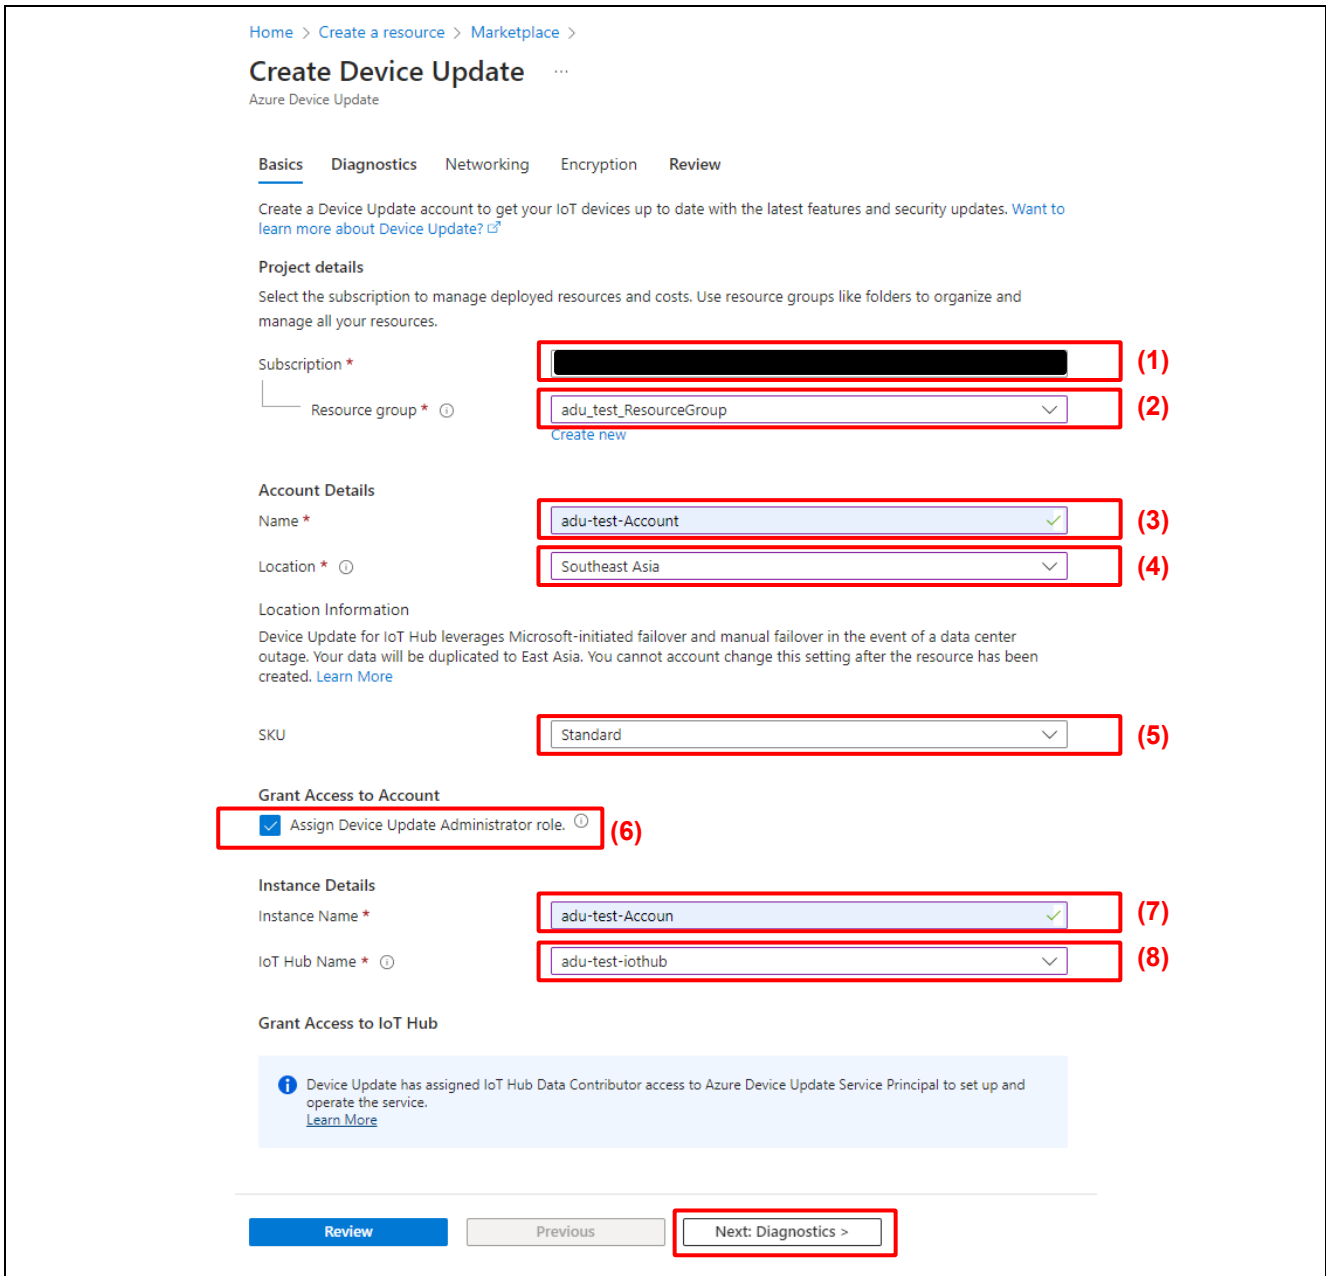 Home > Create a resource > Marketplace >
Create Device Update ...
Azure Device Update
Basics Diagnostics Networking Encryption Review
Create a Device Update account to get your IoT devices up to date with the latest features and security updates. Want to
learn more about Device Update?
Project details
Select the subscription to manage deployed resources and costs. Use resource groups like folders to organize and
manage all your resources.
Subscription * (1)
Resource group * adu_test_ResourceGroup (2)
Create new
Account Details
Name * adu-test-Account (3)
Location * Southeast Asia (4)
Location Information
Device Update for IoT Hub leverages Microsoft-initiated failover and manual failover in the event of a data center
outage. Your data will be duplicated to East Asia. You cannot account change this setting after the resource has been
created. Learn More
SKU Standard (5)
Grant Access to Account
Assign Device Update Administrator role. (6)
Instance Details
Instance Name * adu-test-Accoun (7)
IoT Hub Name * adu-test-iothub (8)
Grant Access to IoT Hub
Device Update has assigned IoT Hub Data Contributor access to Azure Device Update Service Principal to set up and
operate the service.
Learn More
Review Previous Next: Diagnostics >